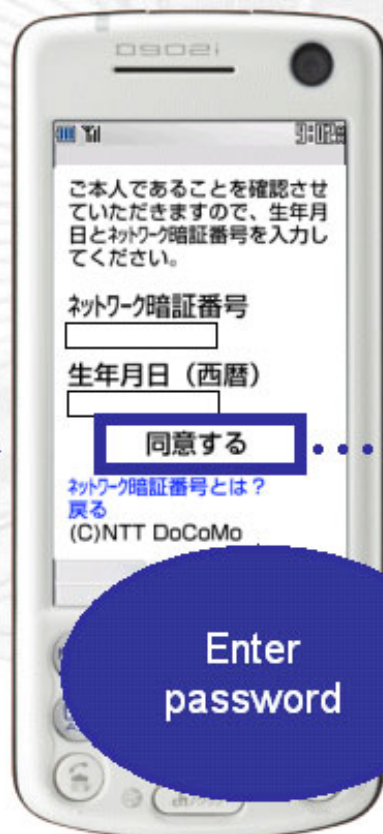 D902i
ご本人であることを確認させ
ていただきますので、生年月
日とﾈｯﾄﾜｰｸ暗証番号を入力し
てください。
ﾈｯﾄﾜｰｸ暗証番号
生年月日（西暦）
同意する
ﾈｯﾄﾜｰｸ暗証番号とは？
戻る
(C)NTT DoCoMo
Enter
password